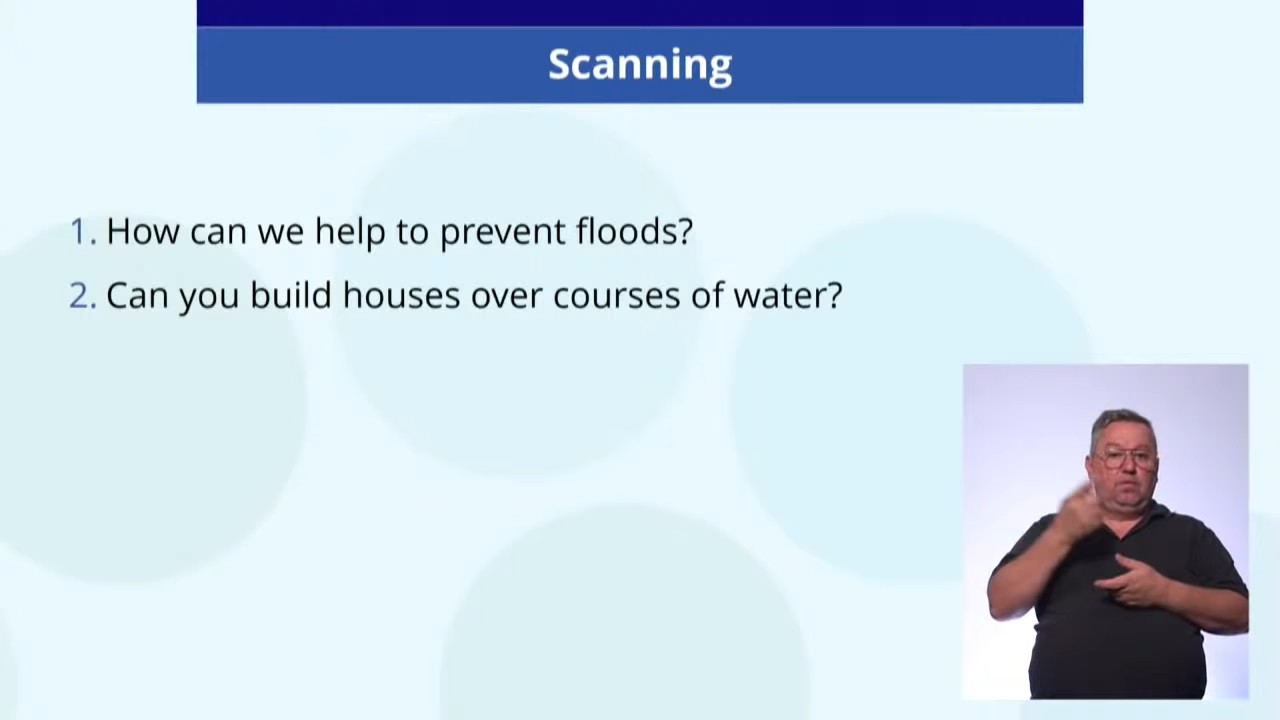 Scanning
1. How can we help to prevent floods?
2. Can you build houses over courses of water?